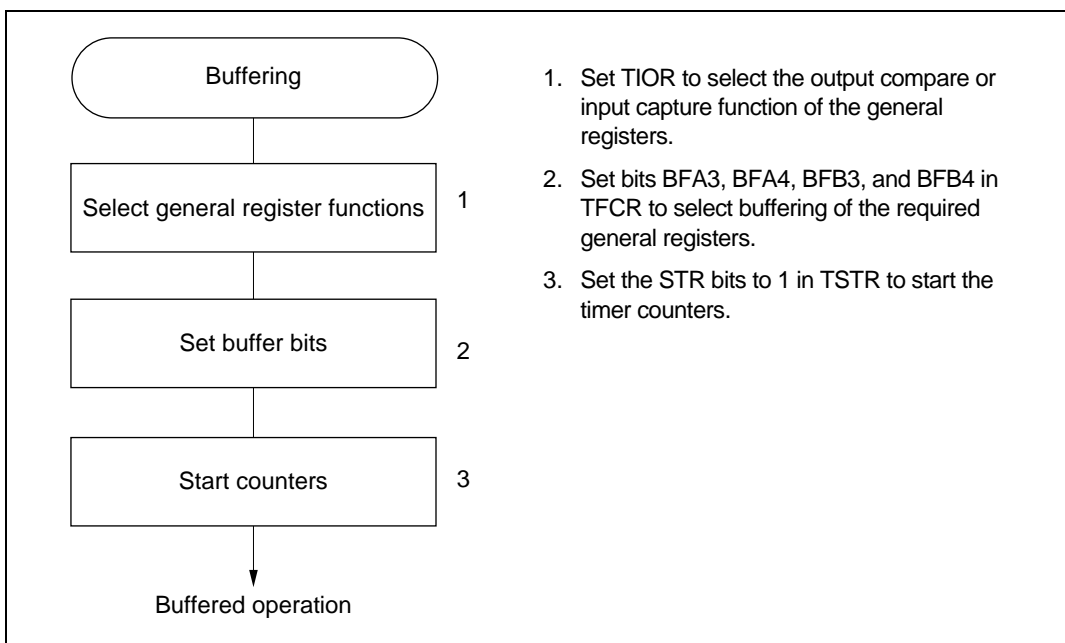 Buffering
Select general register functions
1
Set buffer bits
2
Start counters
3
Buffered operation
1. Set TIOR to select the output compare or
input capture function of the general
registers.
2. Set bits BFA3, BFA4, BFB3, and BFB4 in
TFCR to select buffering of the required
general registers.
3. Set the STR bits to 1 in TSTR to start the
timer counters.